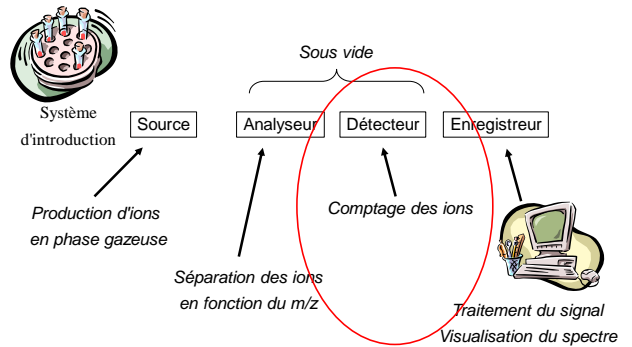 Sous vide
Système
d'introduction
Source
Analyseur
Détecteur
Enregistreur
Production d'ions
en phase gazeuse
Comptage des ions
Séparation des ions
en fonction du m/z
Traitement du signal
Visualisation du spectre